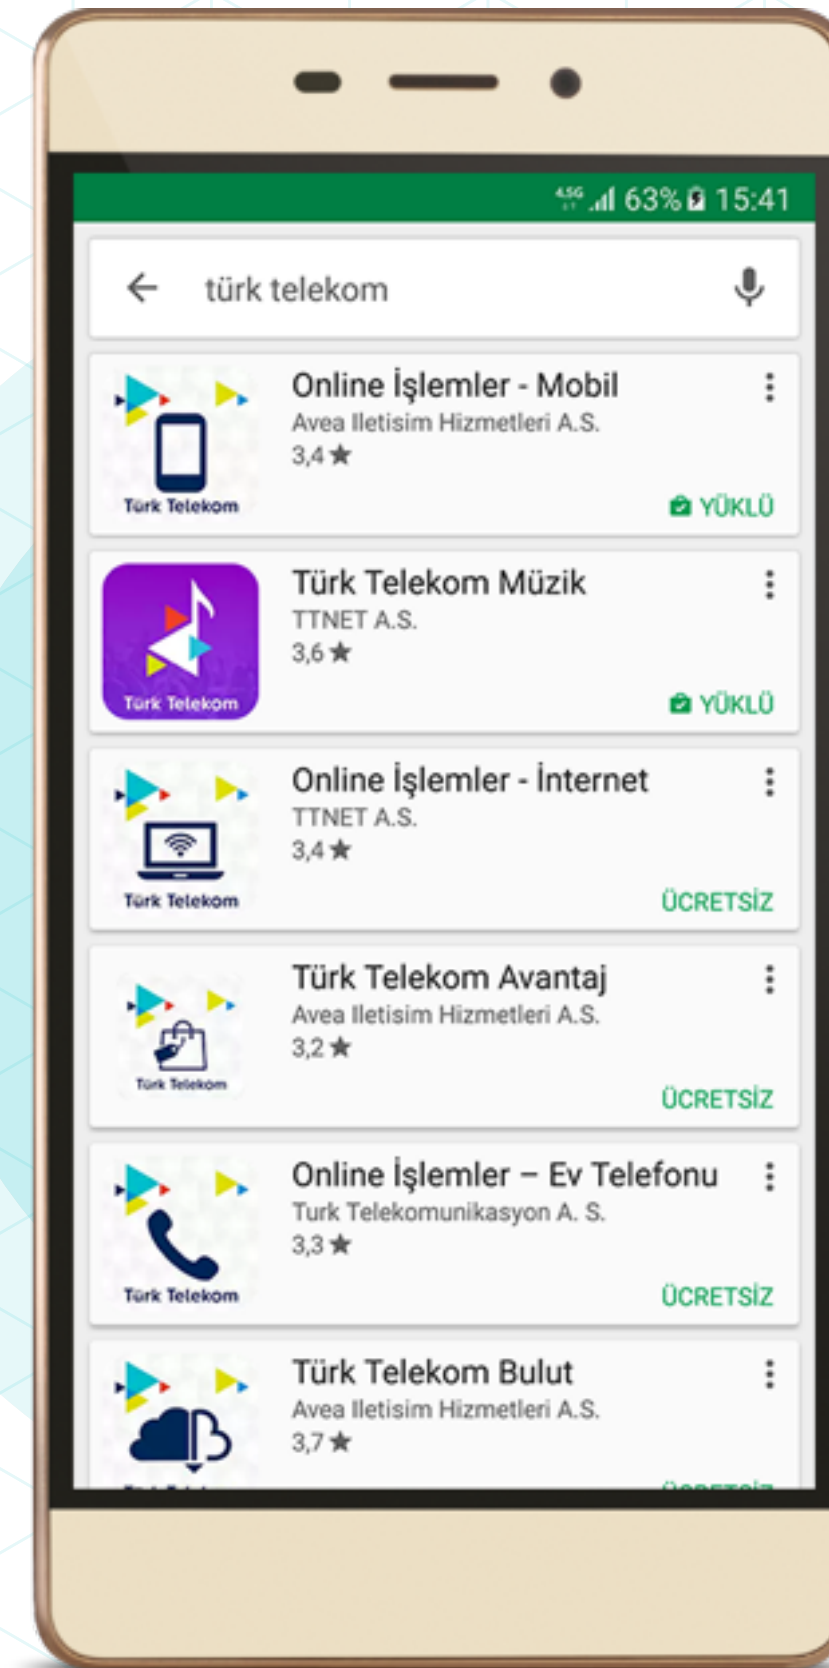 4.5G 63% 15:41
türk telekom
Online İşlemler - Mobil
Avea Iletisim Hizmetleri A.S.
3,4
Türk Telekom
YÜKLÜ
Türk Telekom Müzik
TTNET A.S.
3,6
Türk Telekom
YÜKLÜ
Online İşlemler - İnternet
TTNET A.S.
3,4
Türk Telekom
ÜCRETSİZ
Türk Telekom Avantaj
Avea Iletisim Hizmetleri A.S.
3,2
Türk Telekom
ÜCRETSİZ
Online İşlemler – Ev Telefonu
Turk Telekomunikasyon A. S.
3,3
Türk Telekom
ÜCRETSİZ
Türk Telekom Bulut
Avea Iletisim Hizmetleri A.S.
3,7